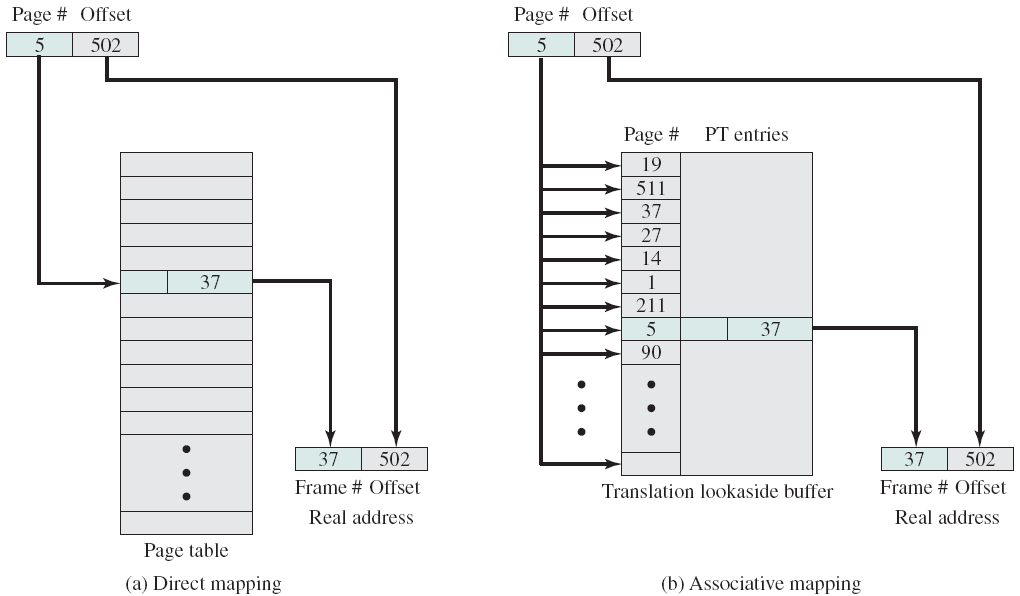 Page # Offset
5 502
37
37 502
Frame # Offset
Real address
Page table
(a) Direct mapping
Page # Offset
5 502
Page # PT entries
19
511
37
27
14
1
211
5 37
90
37 502
Translation lookaside buffer
Frame # Offset
Real address
(b) Associative mapping